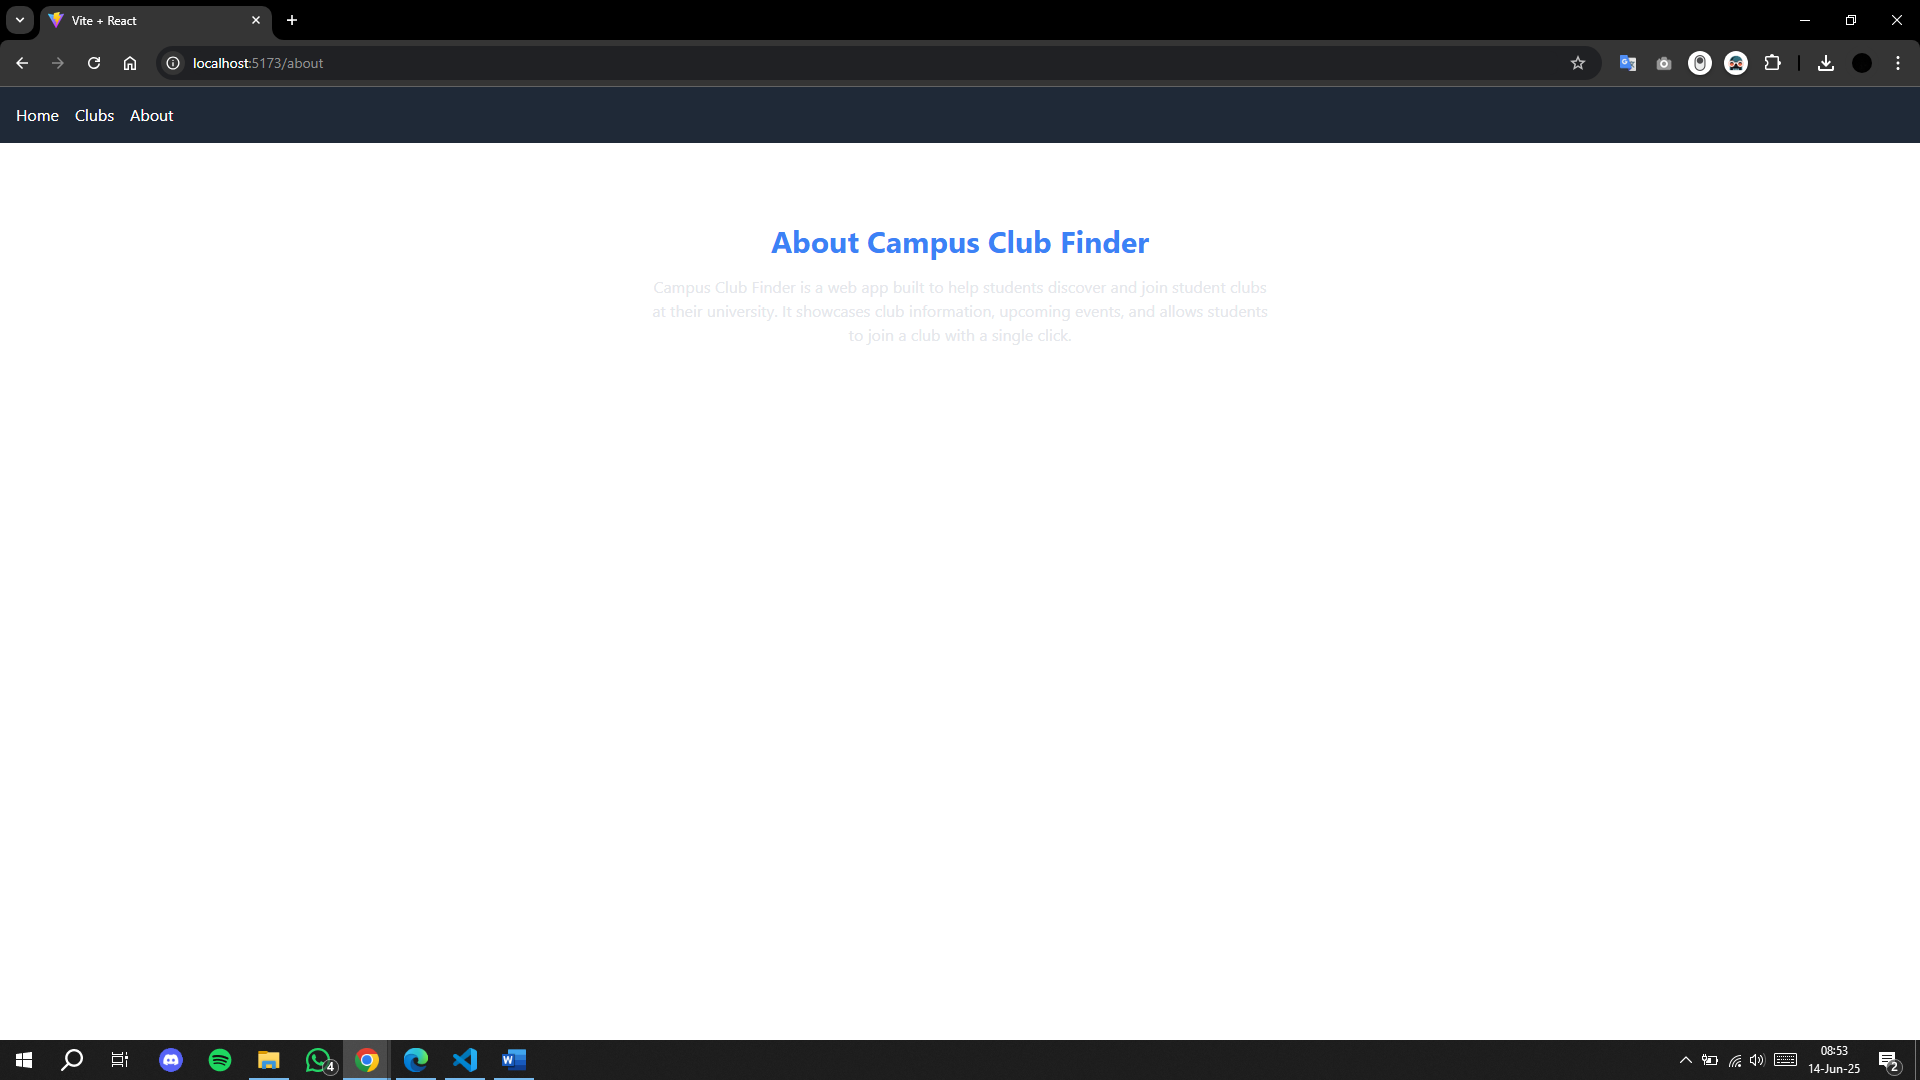 Vite + React
localhost:5173/about
Home Clubs About
About Campus Club Finder
Campus Club Finder is a web app built to help students discover and join student clubs
at their university. It showcases club information, upcoming events, and allows students
to join a club with a single click.
4
W
08:53
14-Jun-25
2